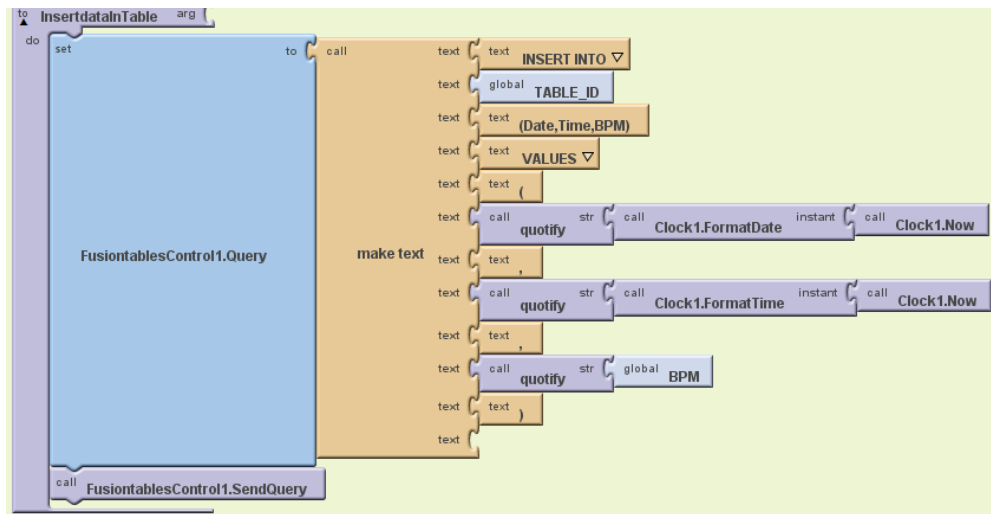 to InsertdataInTable arg
do set to call text text INSERT INTO
text global TABLE_ID
text text (Date,Time,BPM)
text text VALUES
text text (
text call quotify str call Clock1.FormatDate instant call Clock1.Now
FusiontablesControl1.Query make text text text ,
text call quotify str call Clock1.FormatTime instant call Clock1.Now
text text ,
text call quotify str global BPM
text text )
text
call FusiontablesControl1.SendQuery